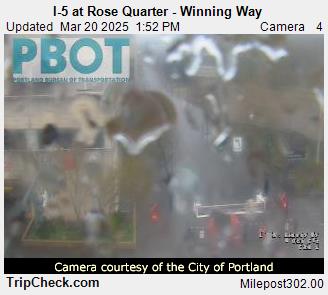 I-5 at Rose Quarter - Winning Way
Updated Mar 20 2025 1:52 PM Camera 4
PBOT
PORTLAND BUREAU OF TRANSPORTATION
Camera courtesy of the City of Portland
TripCheck.com Milepost302.00